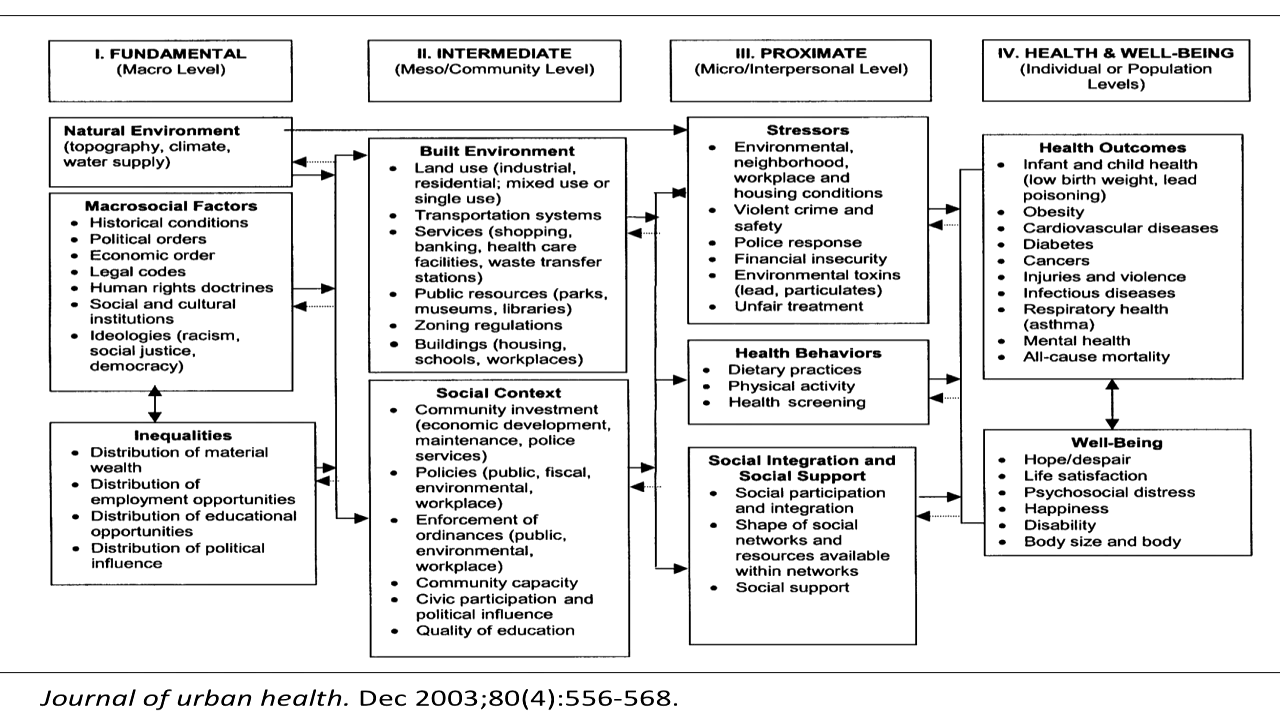 I. FUNDAMENTAL
(Macro Level)
II. INTERMEDIATE
(Meso/Community Level)
III. PROXIMATE
(Micro/Interpersonal Level)
IV. HEALTH & WELL-BEING
(Individual or Population
Levels)
Natural Environment
(topography, climate,
water supply)
Macrosocial Factors
• Historical conditions
• Political orders
• Economic order
• Legal codes
• Human rights doctrines
• Social and cultural
institutions
• Ideologies (racism,
social justice,
democracy)
Inequalities
• Distribution of material
wealth
• Distribution of
employment opportunities
• Distribution of educational
opportunities
• Distribution of political
influence
Built Environment
• Land use (industrial,
residential; mixed use or
single use)
• Transportation systems
• Services (shopping,
banking, health care
facilities, waste transfer
stations)
• Public resources (parks,
museums, libraries)
• Zoning regulations
• Buildings (housing,
schools, workplaces)
Social Context
• Community investment
(economic development,
maintenance, police
services)
• Policies (public, fiscal,
environmental,
workplace)
• Enforcement of
ordinances (public,
environmental,
workplace)
• Community capacity
• Civic participation and
political influence
• Quality of education
Stressors
• Environmental,
neighborhood,
workplace and
housing conditions
• Violent crime and
safety
• Police response
• Financial insecurity
• Environmental toxins
(lead, particulates)
• Unfair treatment
Health Behaviors
• Dietary practices
• Physical activity
• Health screening
Social Integration and
Social Support
• Social participation
and integration
• Shape of social
networks and
resources available
within networks
• Social support
Health Outcomes
• Infant and child health
(low birth weight, lead
poisoning)
• Obesity
• Cardiovascular diseases
• Diabetes
• Cancers
• Injuries and violence
• Infectious diseases
• Respiratory health
(asthma)
• Mental health
• All-cause mortality
Well-Being
• Hope/despair
• Life satisfaction
• Psychosocial distress
• Happiness
• Disability
• Body size and body
Journal of urban health. Dec 2003;80(4):556-568.